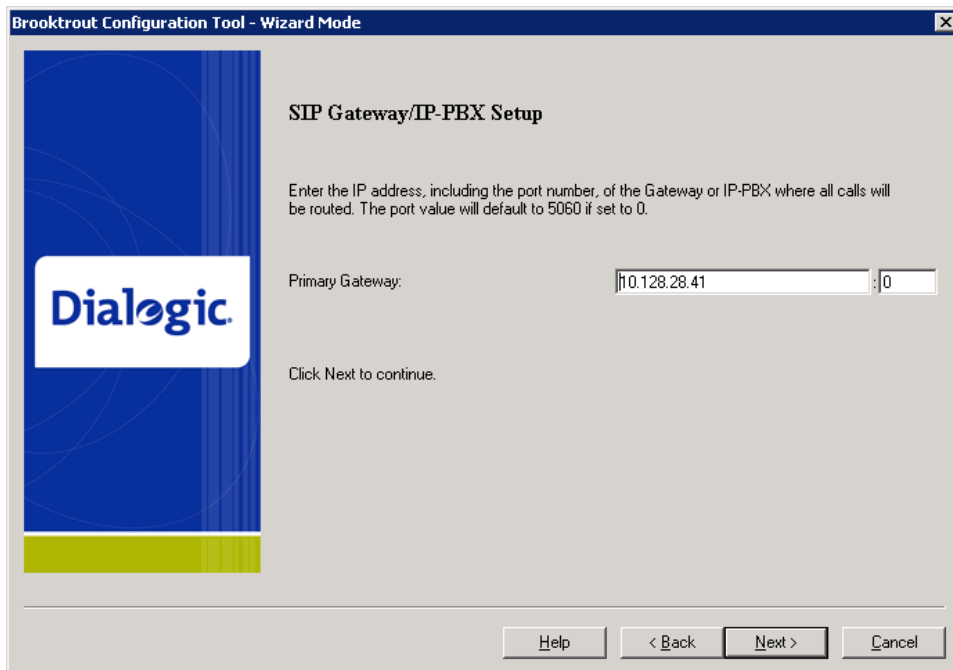 Brooktrout Configuration Tool - Wizard Mode
SIP Gateway/IP-PBX Setup
Enter the IP address, including the port number, of the Gateway or IP-PBX where all calls will
be routed. The port value will default to 5060 if set to 0.
Primary Gateway: 10.128.28.41 : 0
Dialogic.
Click Next to continue.
Help < Back Next > Cancel